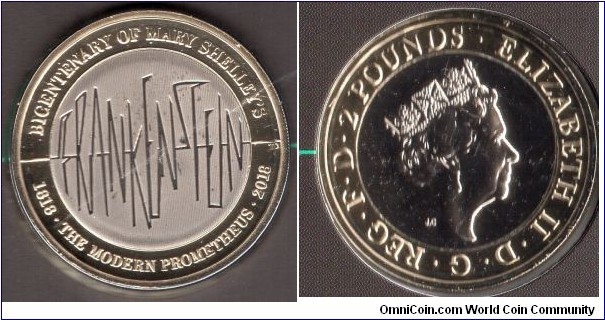 BICENTENARY OF MARY SHELLEY'S
FRANKENSTEIN
1818 · THE MODERN PROMETHEUS · 2018
ELIZABETH II · D · G · REG · F · D · 2 POUNDS ·
JC
OmniCoin.com World Coin Community